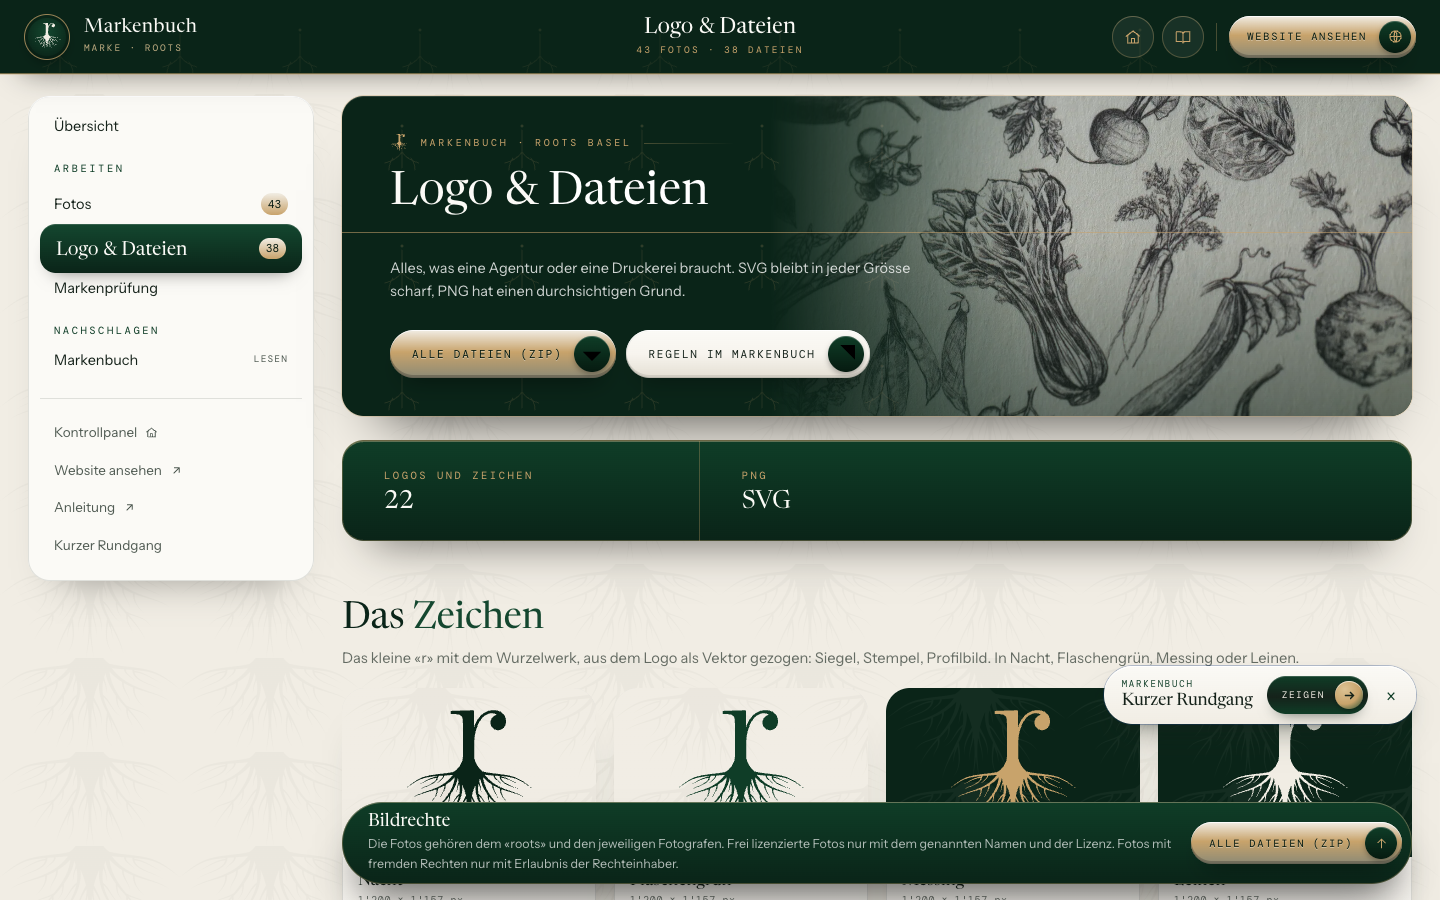 Markenbuch
MARKE · ROOTS
Logo & Dateien
43 FOTOS · 38 DATEIEN
WEBSITE ANSEHEN
Übersicht
ARBEITEN
Fotos 43
Logo & Dateien 38
Markenprüfung
NACHSCHLAGEN
Markenbuch LESEN
Kontrollpanel
Website ansehen
Anleitung
Kurzer Rundgang
MARKENBUCH · ROOTS BASEL
Logo & Dateien
Alles, was eine Agentur oder eine Druckerei braucht. SVG bleibt in jeder Grösse
scharf, PNG hat einen durchsichtigen Grund.
ALLE DATEIEN (ZIP)
REGELN IM MARKENBUCH
LOGOS UND ZEICHEN
22
PNG
SVG
Das Zeichen
Das kleine «r» mit dem Wurzelwerk, aus dem Logo als Vektor gezogen: Siegel, Stempel, Profilbild. In Nacht, Flaschengrün, Messing oder Leinen.
MARKENBUCH
Kurzer Rundgang
ZEIGEN
Bildrechte
Die Fotos gehören dem «roots» und den jeweiligen Fotografen. Frei lizenzierte Fotos nur mit dem genannten Namen und der Lizenz. Fotos mit
fremden Rechten nur mit Erlaubnis der Rechteinhaber.
ALLE DATEIEN (ZIP)